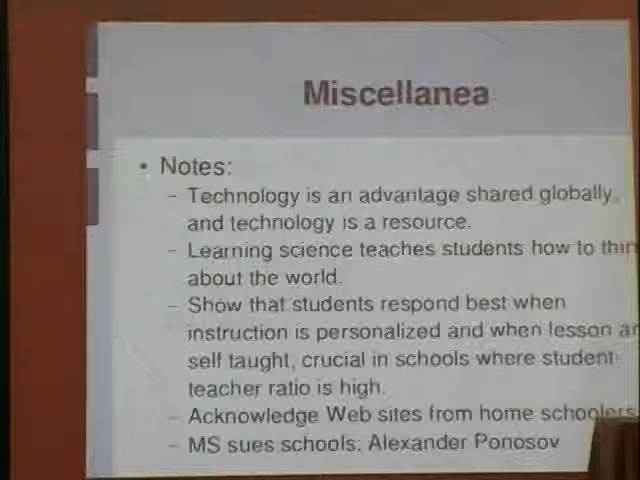 Miscellanea
• Notes:
– Technology is an advantage shared globally,
and technology is a resource.
– Learning science teaches students how to thin
about the world.
– Show that students respond best when
instruction is personalized and when lesson ar
self taught, crucial in schools where student-
teacher ratio is high.
– Acknowledge Web sites from home schoolers
– MS sues schools: Alexander Ponosov